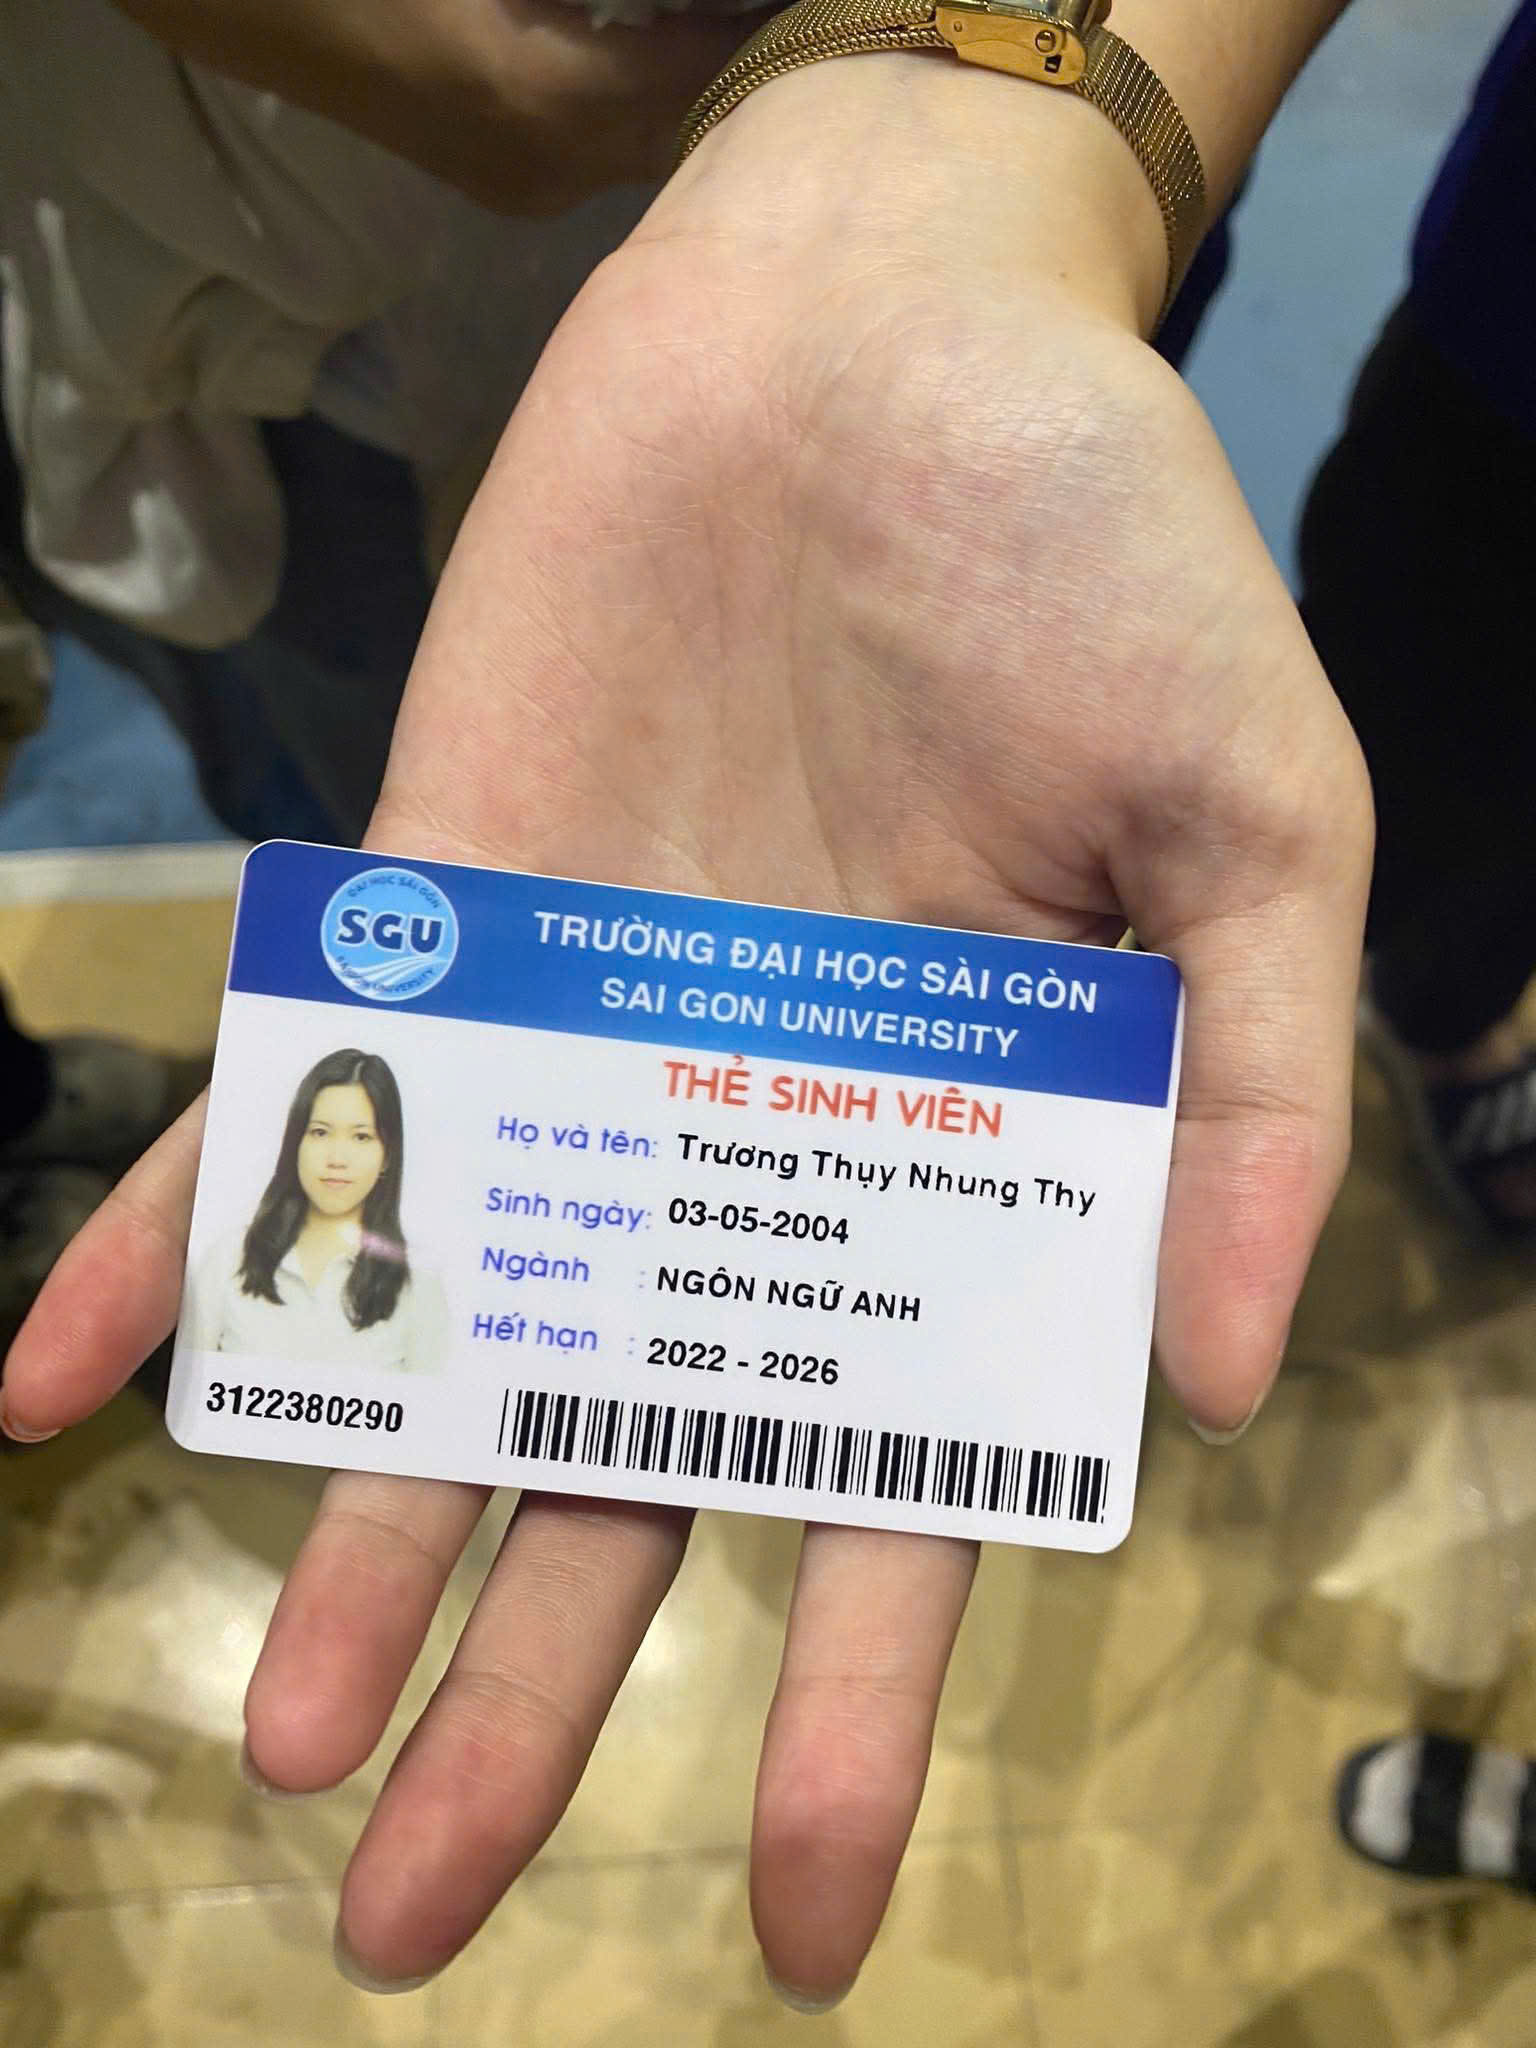 ĐẠI HỌC SÀI GÒN
SGU
SAIGON UNIVERSITY
TRƯỜNG ĐẠI HỌC SÀI GÒN
SAI GON UNIVERSITY
THẺ SINH VIÊN
Họ và tên: Trương Thụy Nhung Thy
Sinh ngày: 03-05-2004
Ngành : NGÔN NGỮ ANH
Hết hạn : 2022 - 2026
3122380290